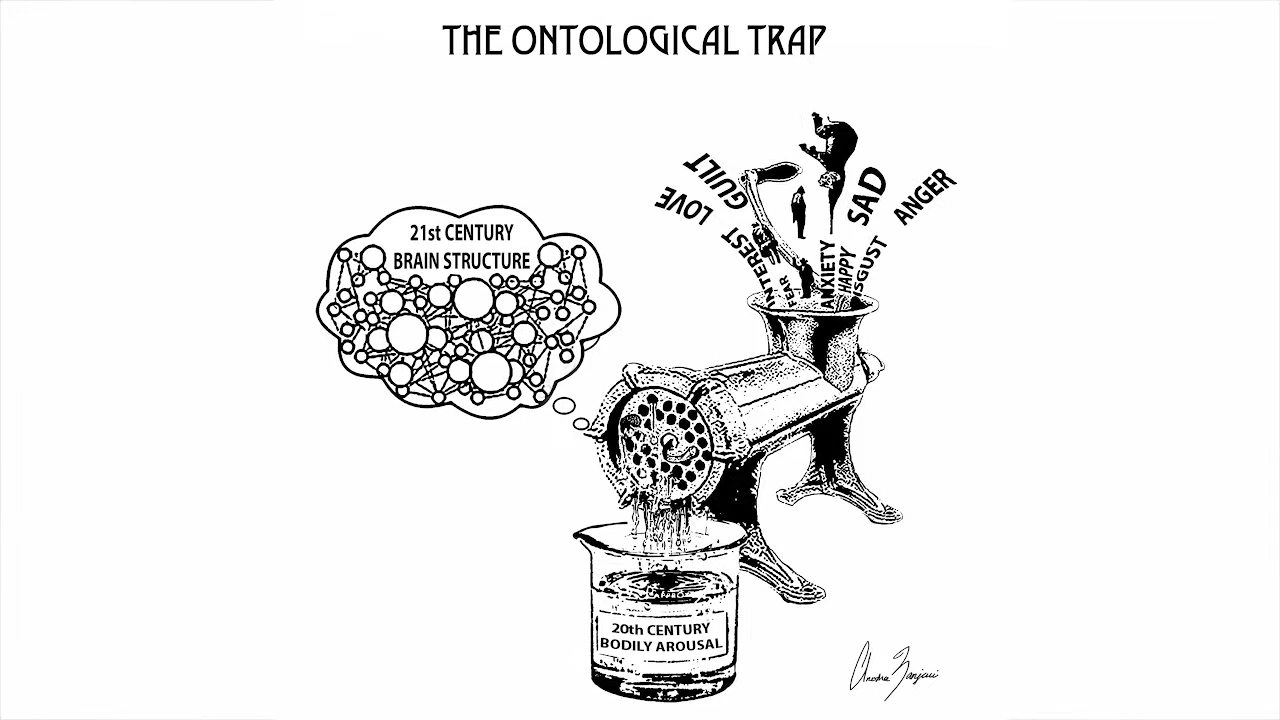 THE ONTOLOGICAL TRAP
GUILT
LOVE
SAD
ANGER
INTEREST
FEAR
ANXIETY
HAPPY
21st CENTURY
BRAIN STRUCTURE
20th CENTURY
BODILY AROUSAL